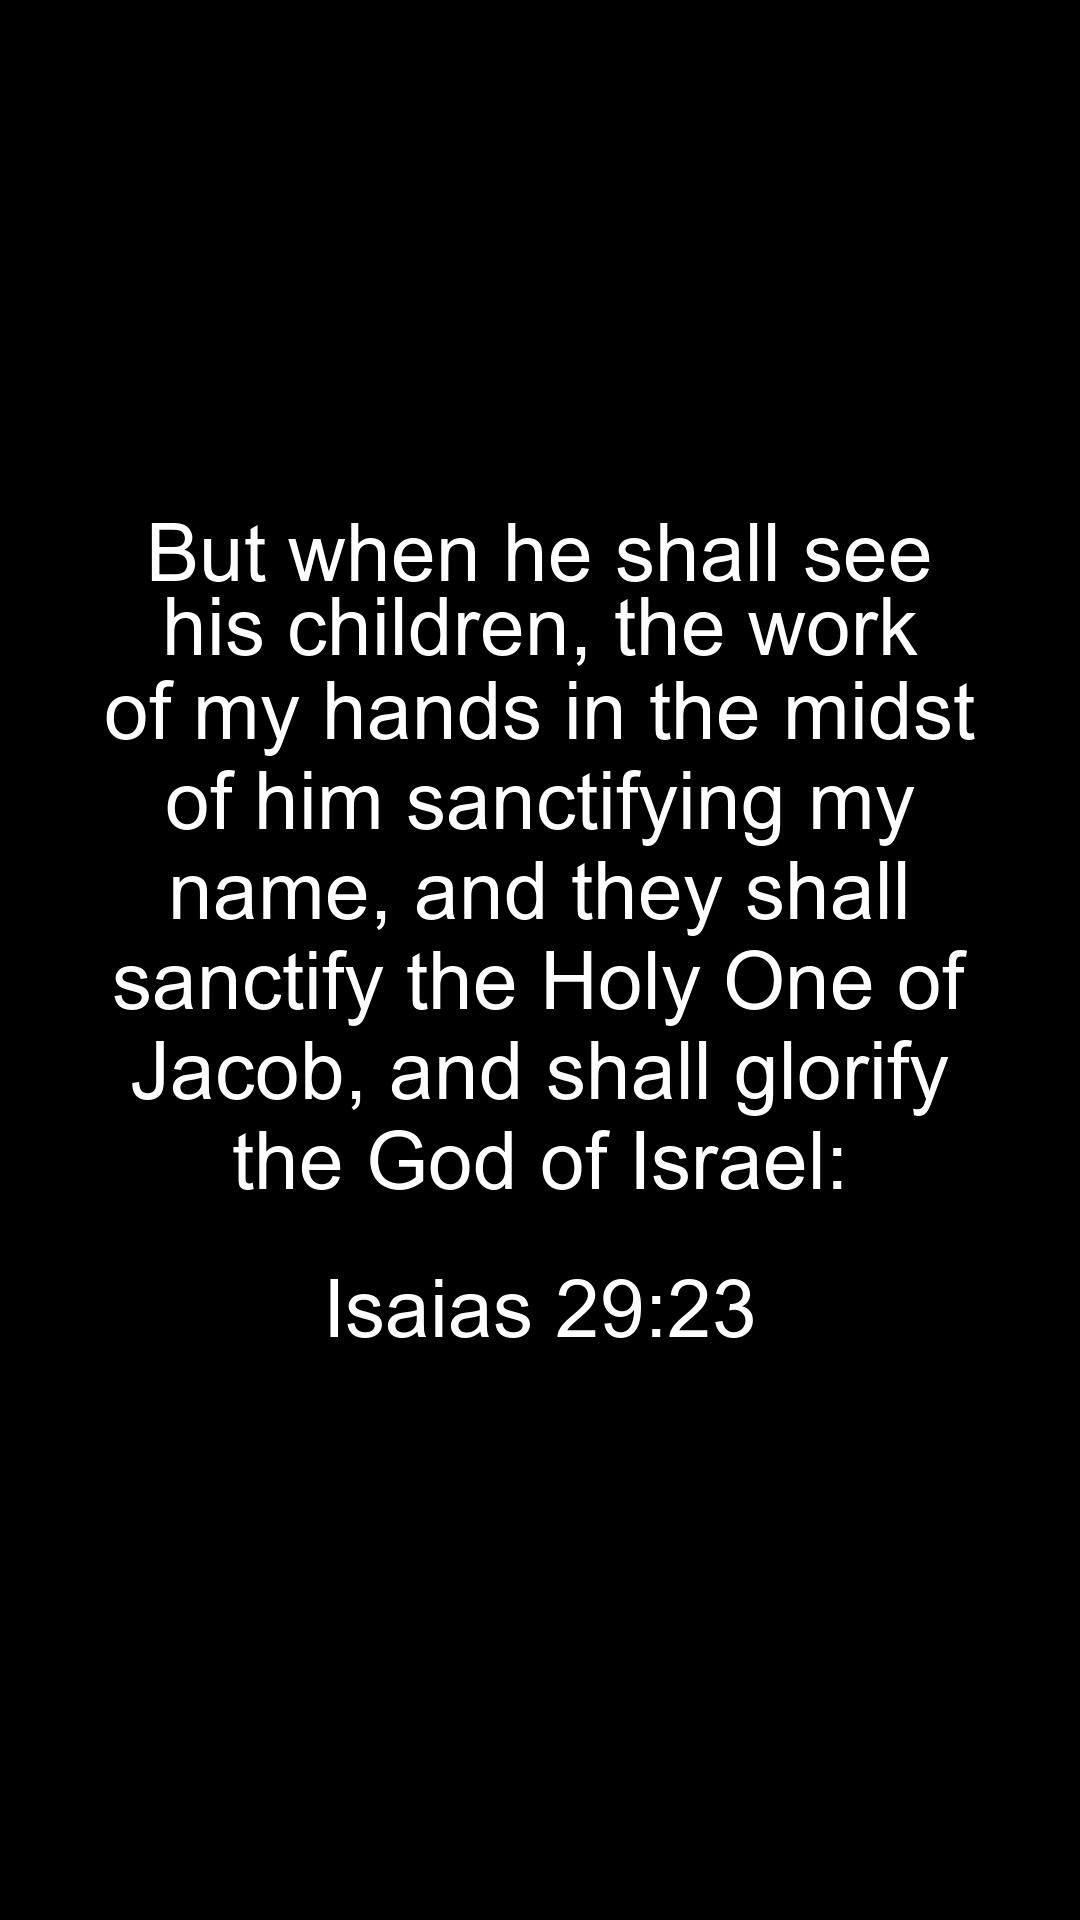 But when he shall see
his children, the work
of my hands in the midst
of him sanctifying my
name, and they shall
sanctify the Holy One of
Jacob, and shall glorify
the God of Israel:
Isaias 29:23